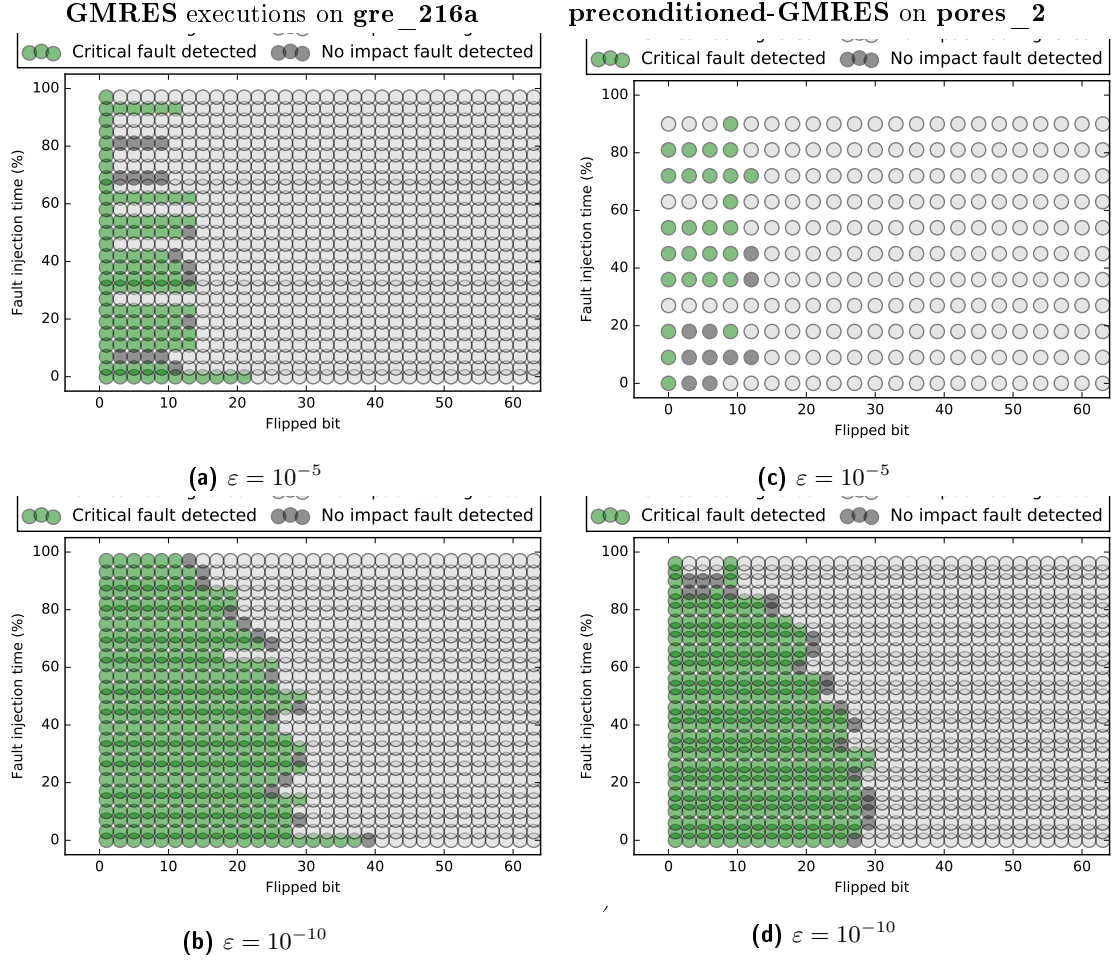 GMRES executions on gre_216a
preconditioned-GMRES on pores_2
Critical fault detected No impact fault detected
100
80
60
40
20
0
Fault injection time (%)
0 10 20 30 40 50 60
Flipped bit
(a) ε = 10⁻⁵
Critical fault detected No impact fault detected
100
80
60
40
20
0
Fault injection time (%)
0 10 20 30 40 50 60
Flipped bit
(c) ε = 10⁻⁵
Critical fault detected No impact fault detected
100
80
60
40
20
0
Fault injection time (%)
0 10 20 30 40 50 60
Flipped bit
(b) ε = 10⁻¹⁰
Critical fault detected No impact fault detected
100
80
60
40
20
0
Fault injection time (%)
0 10 20 30 40 50 60
Flipped bit
,
(d) ε = 10⁻¹⁰